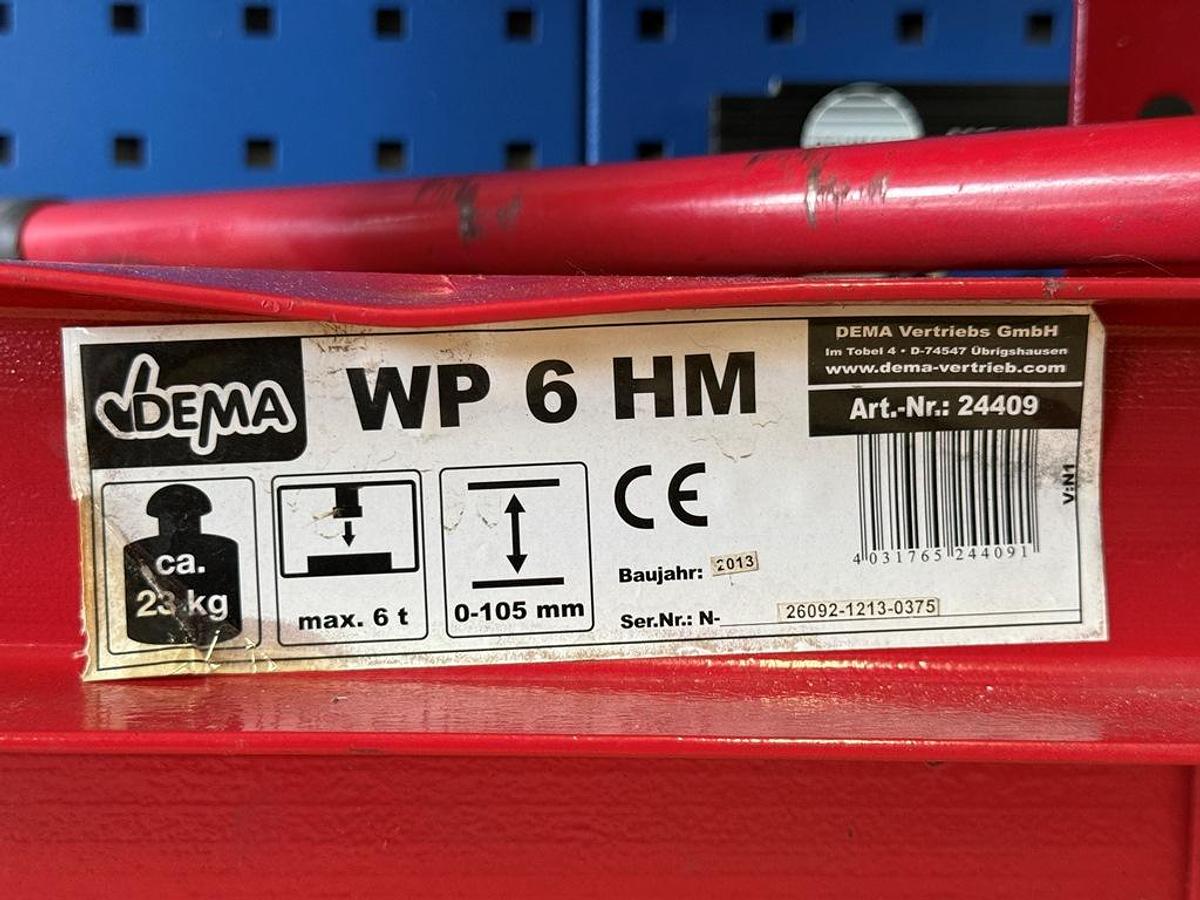 DEMA
WP 6 HM
DEMA Vertriebs GmbH
Im Tobel 4 • D-74547 Übrigshausen
www.dema-vertrieb.com
Art.-Nr.: 24409
V:N1
4 031765 244091
ca.
23 kg
max. 6 t
0-105 mm
CE
Baujahr: 2013
Ser.Nr.: N- 26092-1213-0375